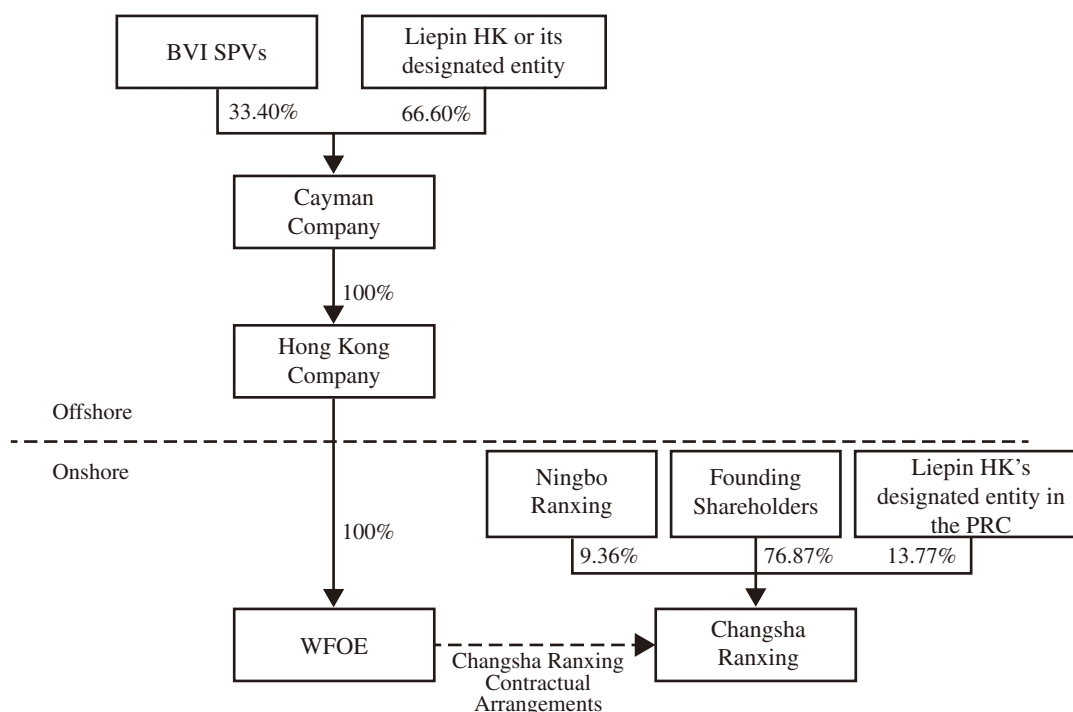 BVI SPVs
Liepin HK or its
designated entity
33.40%
66.60%
Cayman
Company
100%
Hong Kong
Company
Offshore
Onshore
Ningbo
Ranxing
Founding
Shareholders
Liepin HK’s
designated entity in
the PRC
100%
9.36%
76.87%
13.77%
WFOE
Changsha
Ranxing
Changsha Ranxing
Contractual
Arrangements